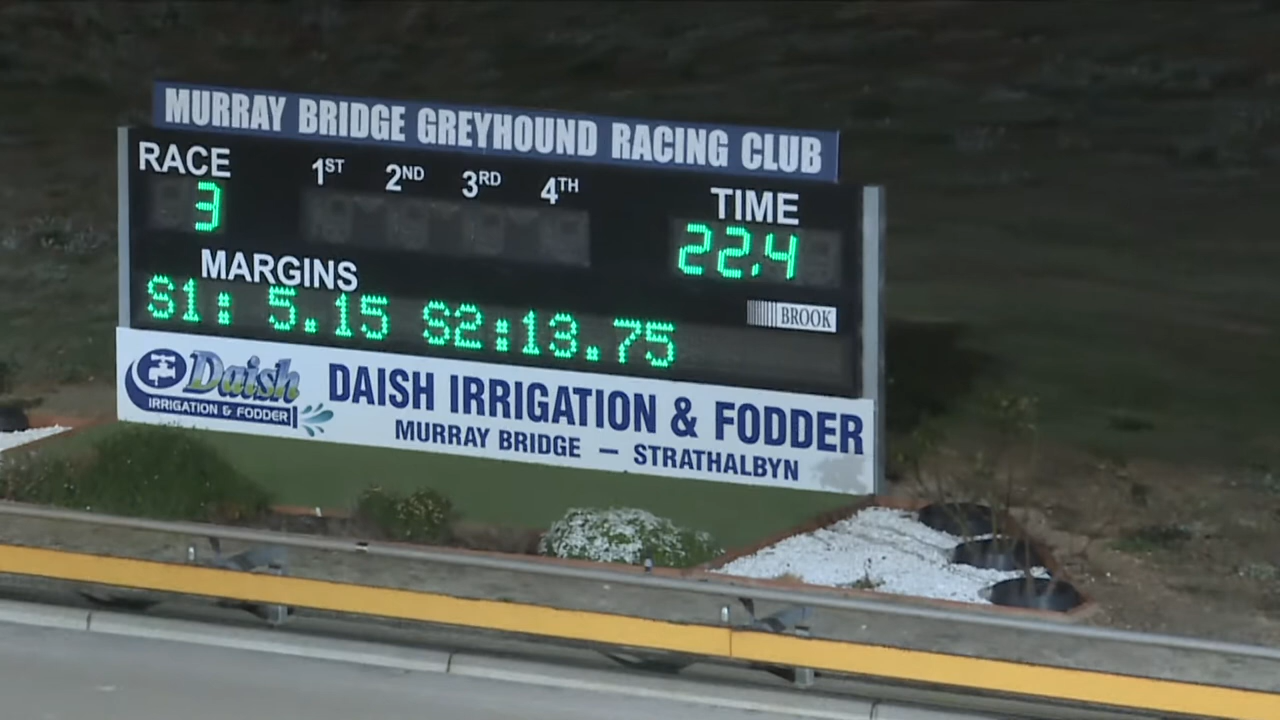 MURRAY BRIDGE GREYHOUND RACING CLUB
RACE 1ST 2ND 3RD 4TH TIME
3 22.4
MARGINS
S1: 5.15 S2:13.75
BROOK
Daish
IRRIGATION & FODDER
DAISH IRRIGATION & FODDER
MURRAY BRIDGE — STRATHALBYN